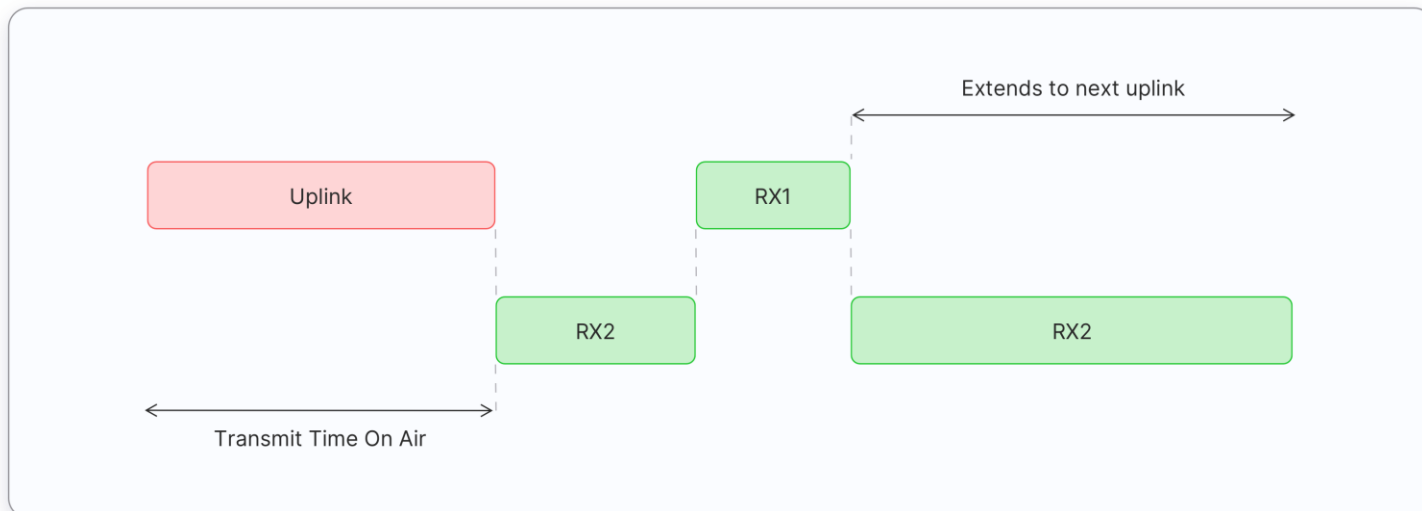 Extends to next uplink
Uplink
RX1
RX2
RX2
Transmit Time On Air